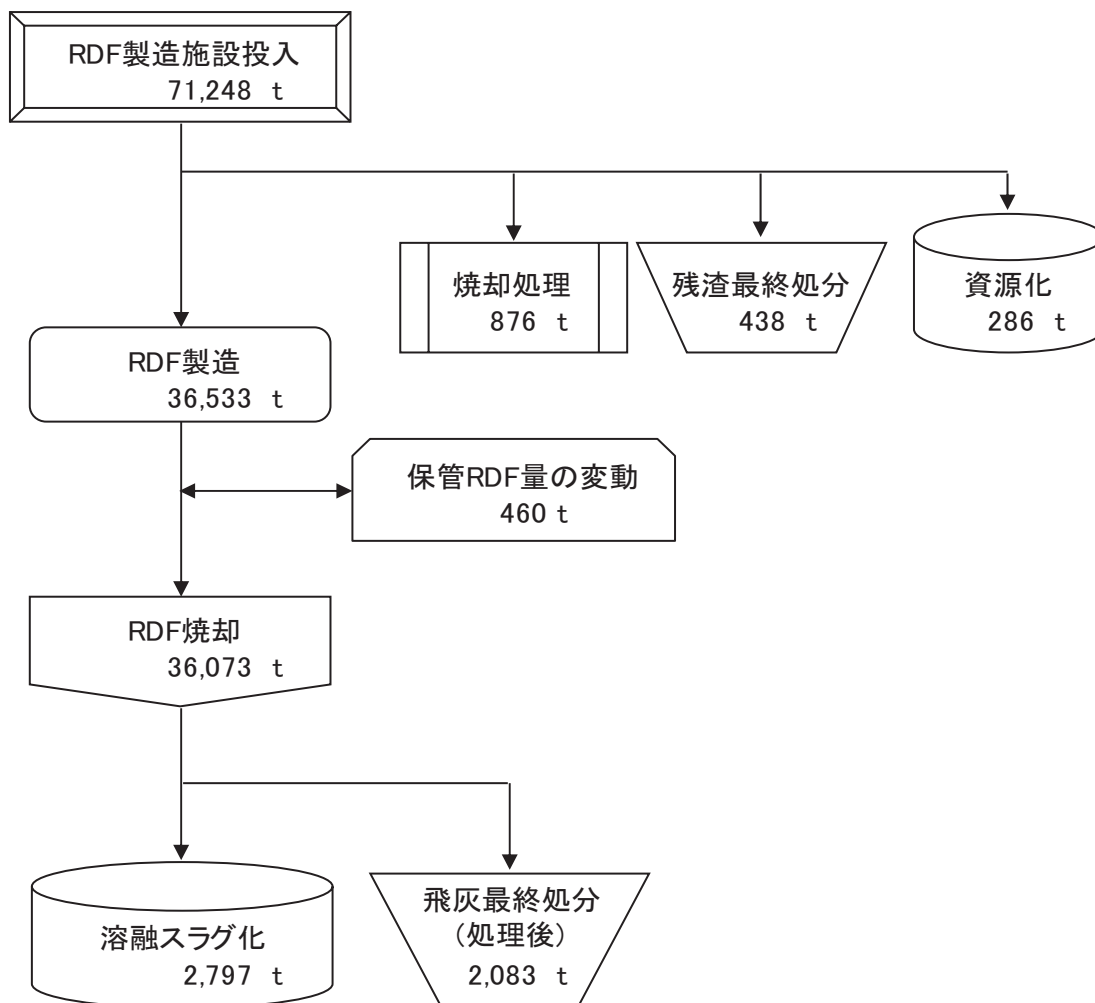 RDF製造施設投入
71,248 t
焼却処理
876 t
残渣最終処分
438 t
資源化
286 t
RDF製造
36,533 t
保管RDF量の変動
460 t
RDF焼却
36,073 t
溶融スラグ化
2,797 t
飛灰最終処分
(処理後)
2,083 t